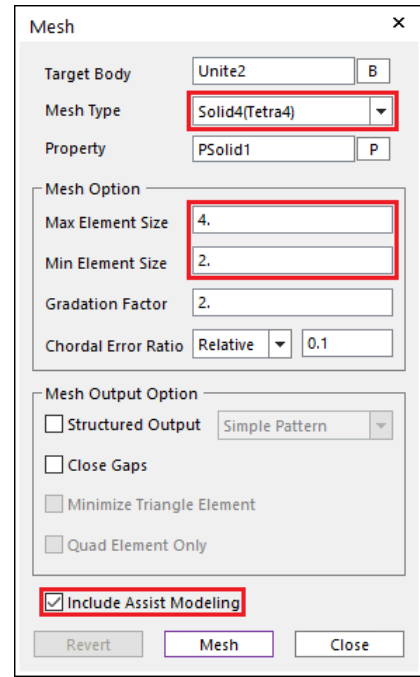 Mesh ×
Target Body Unite2 B
Mesh Type Solid4(Tetra4)
Property PSolid1 P
Mesh Option
Max Element Size 4.
Min Element Size 2.
Gradation Factor 2.
Chordal Error Ratio Relative 0.1
Mesh Output Option
Structured Output Simple Pattern
Close Gaps
Minimize Triangle Element
Quad Element Only
Include Assist Modeling
Revert Mesh Close